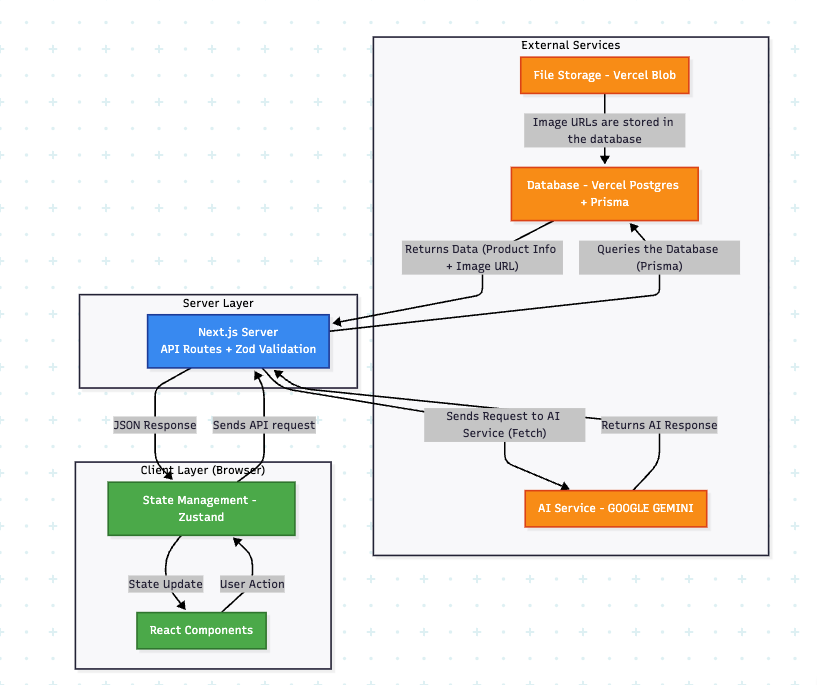 External Services
File Storage - Vercel Blob
Image URLs are stored in
the database
Database - Vercel Postgres
+ Prisma
Returns Data (Product Info
+ Image URL)
Queries the Database
(Prisma)
Server Layer
Next.js Server
API Routes + Zod Validation
Sends Request to AI
Service (Fetch)
Returns AI Response
JSON Response
Sends API request
Client Layer (Browser)
State Management -
Zustand
AI Service - GOOGLE GEMINI
State Update
User Action
React Components